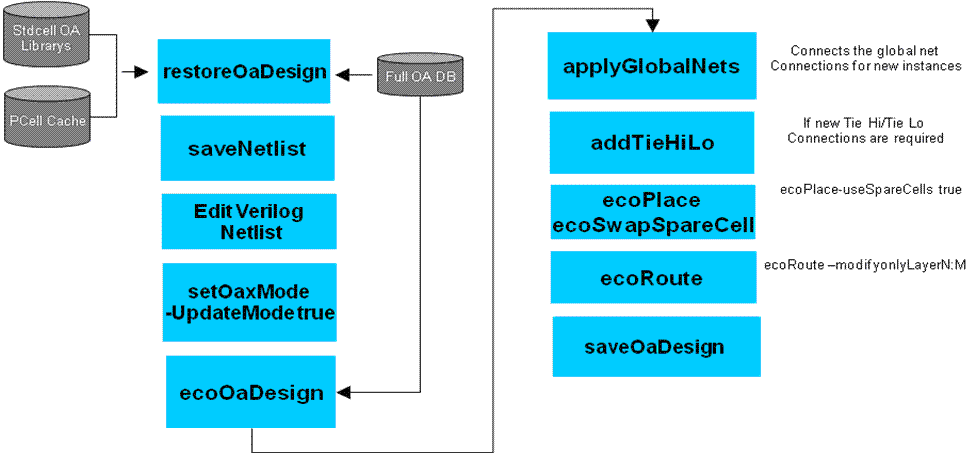 Stdcell OA
Librarys
PCell Cache
restoreOaDesign
Full OA DB
saveNetlist
Edit Verilog
Netlist
setOaxMode
-UpdateMode true
ecoOaDesign
applyGlobalNets
Connects the global net
Connections for new instances
addTieHiLo
If new Tie Hi/Tie Lo
Connections are required
ecoPlace
ecoSwapSpareCell
ecoPlace-useSpareCells true
ecoRoute
ecoRoute –modifyonlyLayerN:M
saveOaDesign